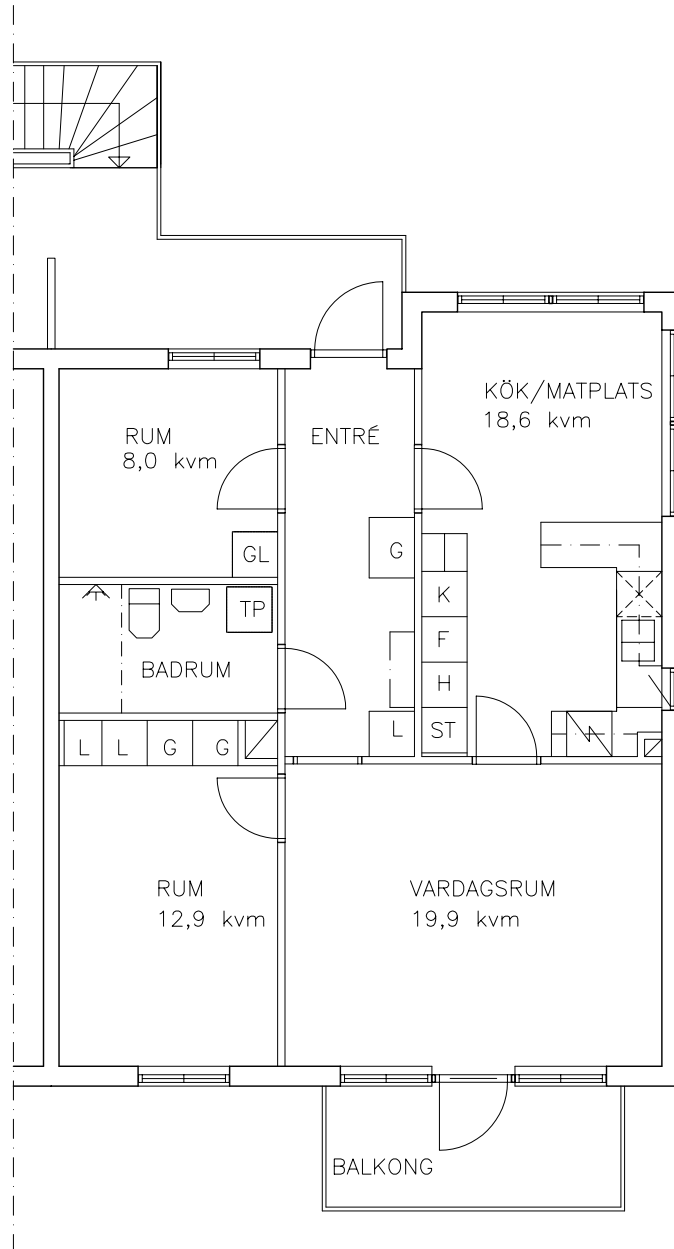 KÖK/MATPLATS
18,6 kvm
RUM
8,0 kvm
ENTRÉ
GL
G
K
TP
F
BADRUM
H
L
ST
L
L
G
G
RUM
12,9 kvm
VARDAGSRUM
19,9 kvm
BALKONG